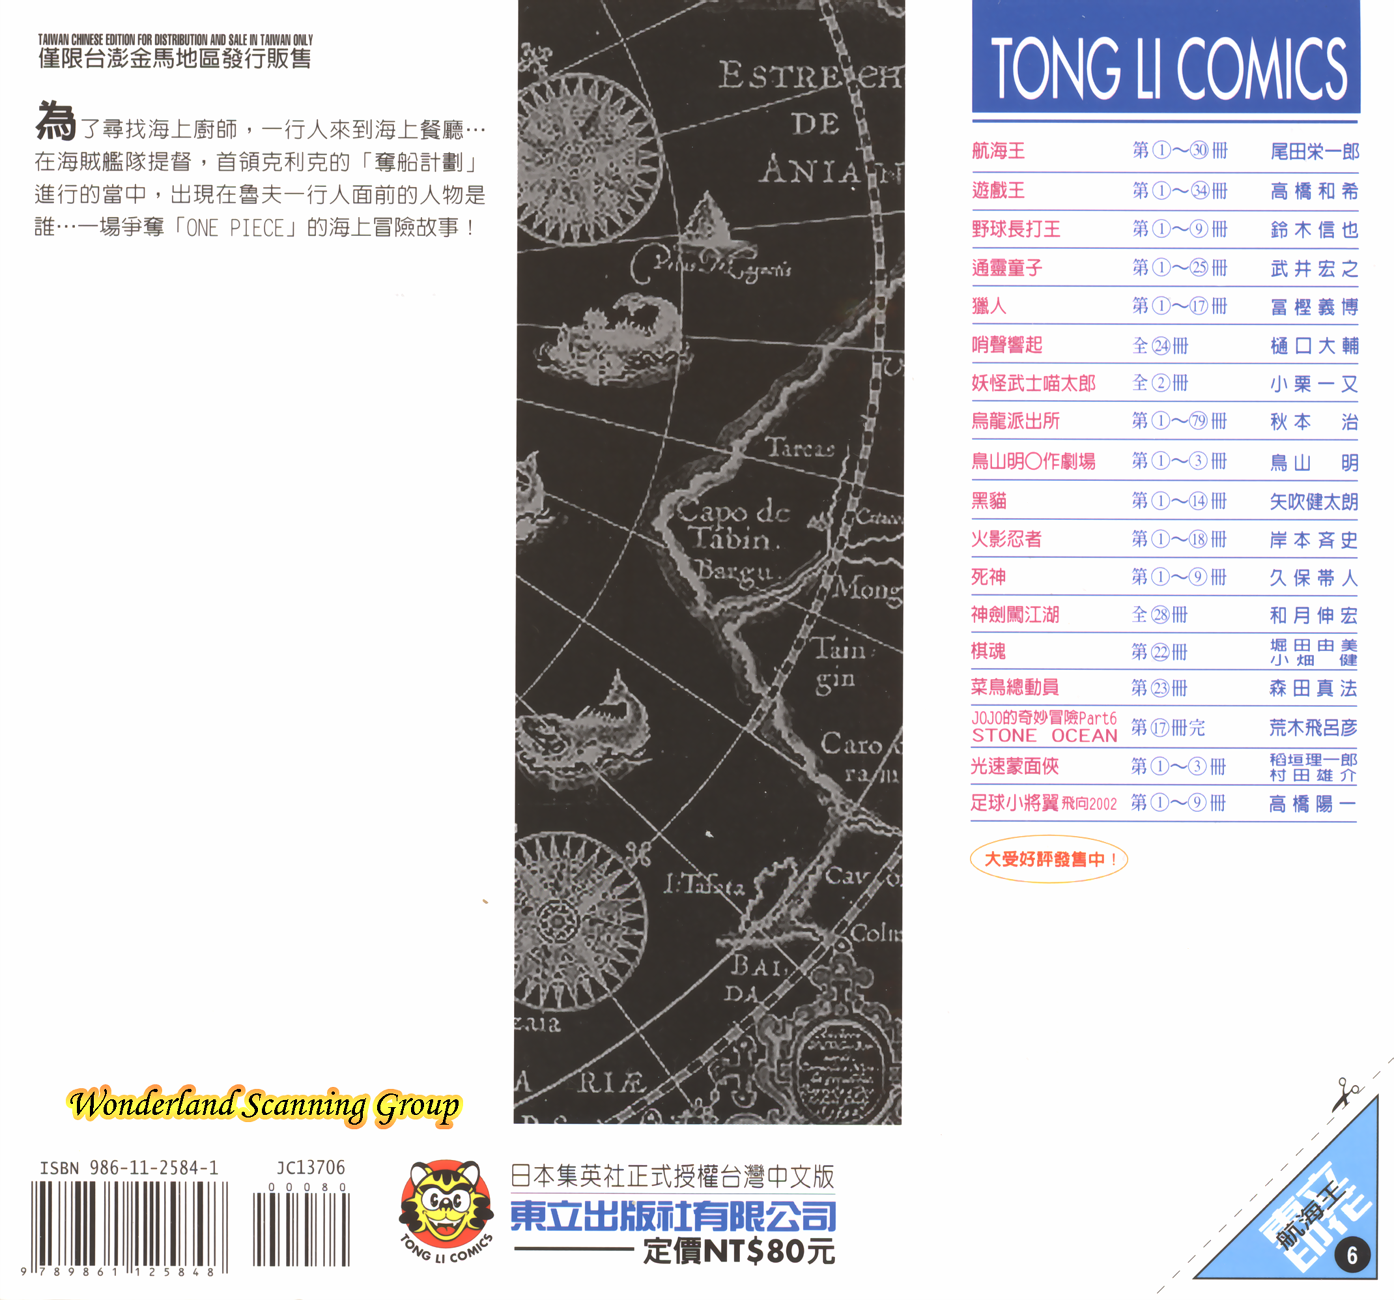 TAIWAN CHINESE EDITION FOR DISTRIBUTION AND SALE IN TAIWAN ONLY
僅限台澎金馬地區發行販售
為了尋找海上廚師，一行人來到海上餐廳…
在海賊艦隊提督，首領克利克的「奪船計劃」
進行的當中，出現在魯夫一行人面前的人物是
誰…一場爭奪「ONE PIECE」的海上冒險故事！
ESTRECH
DE
ANIAN
Tarcas
Capo de
Tabin.
Bargu
Mong
Tain
gin
Caro
ram
I. Tasata
Cav
Colm
BAL
DA
RIÆ
Wonderland Scanning Group
ISBN 986-11-2584-1
JC13706
00080
9789861125848
TONG LI COMICS
日本集英社正式授權台灣中文版
東立出版社有限公司
定價NT$80元
TONG LI COMICS
航海王 第①～㉚冊 尾田栄一郎
遊戲王 第①～㉞冊 高橋和希
野球長打王 第①～⑨冊 鈴木信也
通靈童子 第①～㉕冊 武井宏之
獵人 第①～⑰冊 冨樫義博
哨聲響起 全㉔冊 樋口大輔
妖怪武士喵太郎 全②冊 小栗一又
烏龍派出所 第①～79冊 秋本 治
鳥山明〇作劇場 第①～③冊 鳥山 明
黑貓 第①～⑭冊 矢吹健太朗
火影忍者 第①～⑱冊 岸本斉史
死神 第①～⑨冊 久保帯人
神劍闖江湖 全㉘冊 和月伸宏
棋魂 第㉒冊 堀田由美
小畑 健
菜鳥總動員 第㉓冊 森田真法
JOJO的奇妙冒險Part6
STONE OCEAN 第⑰冊完 荒木飛呂彦
光速蒙面俠 第①～③冊 稻垣理一郎
村田雄介
足球小將翼飛向2002 第①～⑨冊 高橋陽一
大受好評發售中！
東立
印花
航海王
6